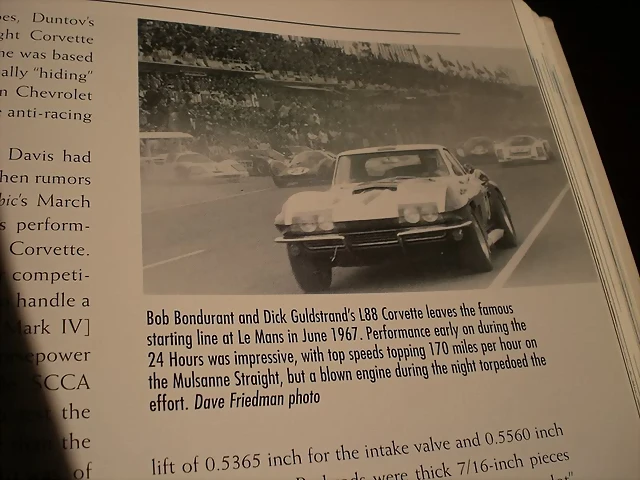 es, Duntov's
ght Corvette
ne was based
ally "hiding"
n Chevrolet
e anti-racing
Davis had
hen rumors
bic's March
s perform-
Corvette.
competi-
handle a
Mark IV]
rsepower
SCCA
the
the
of
Bob Bondurant and Dick Guldstrand's L88 Corvette leaves the famous
starting line at Le Mans in June 1967. Performance early on during the
24 Hours was impressive, with top speeds topping 170 miles per hour on
the Mulsanne Straight, but a blown engine during the night torpedoed the
effort. Dave Friedman photo
lift of 0.5365 inch for the intake valve and 0.5560 inch
were thick 7/16-inch pieces